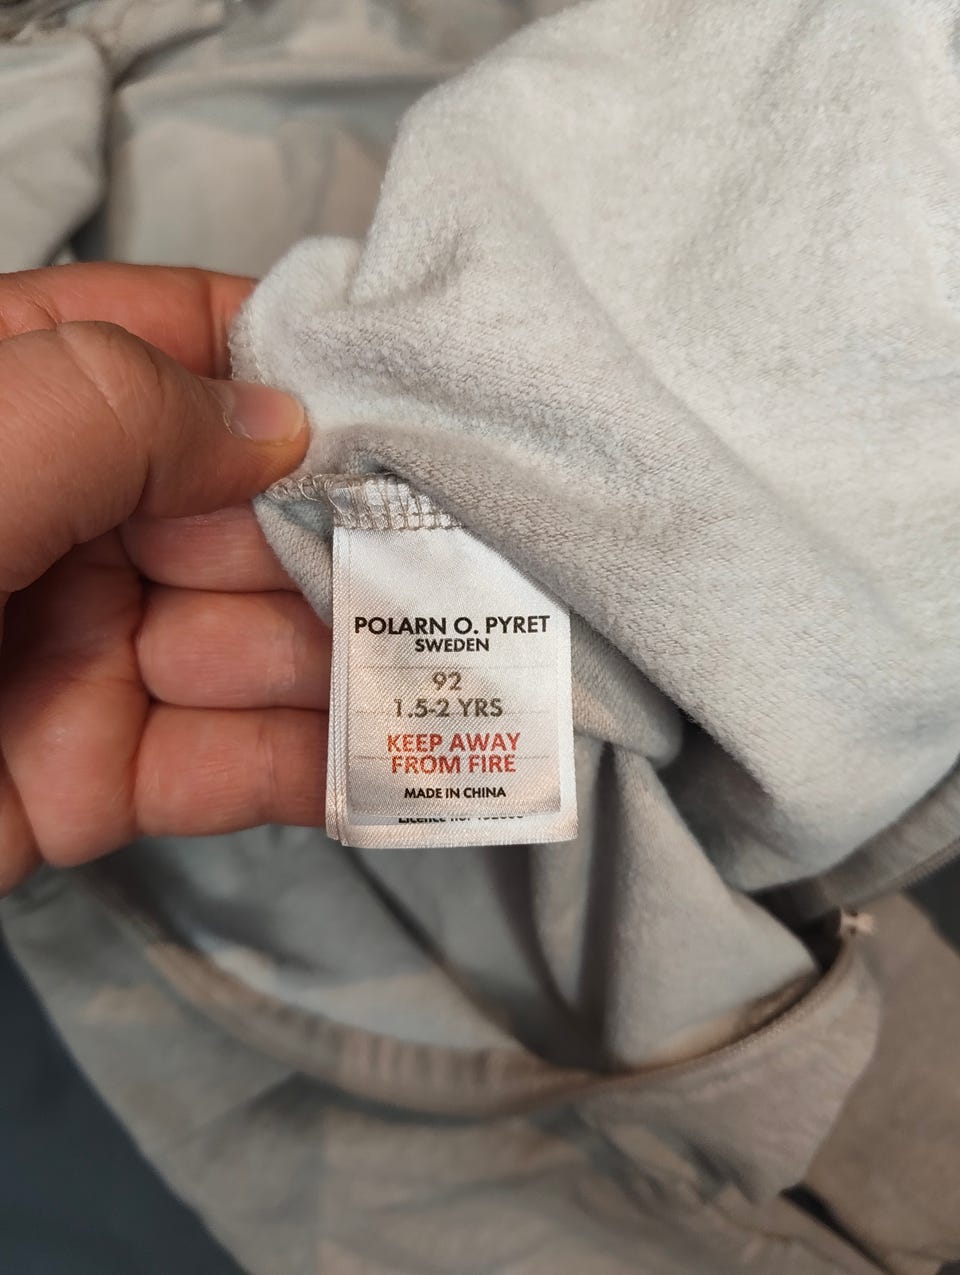 POLARN O. PYRET
SWEDEN
92
1.5-2 YRS
KEEP AWAY
FROM FIRE
MADE IN CHINA